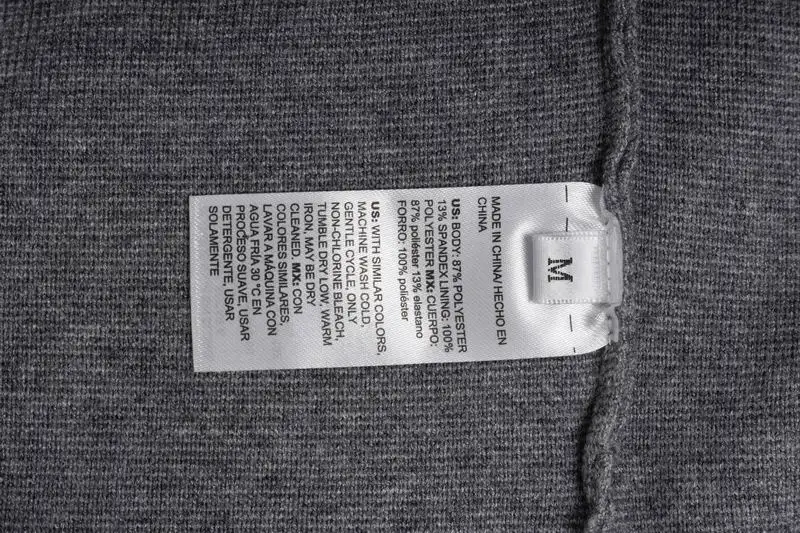 M
MADE IN CHINA/ HECHO EN
CHINA
US: BODY: 87% POLYESTER
13% SPANDEX LINING: 100%
POLYESTER MX: CUERPO:
87% poliéster 13% elastano
FORRO: 100% poliéster
US: WITH SIMILAR COLORS,
MACHINE WASH COLD,
GENTLE CYCLE, ONLY
NON-CHLORINE BLEACH,
TUMBLE DRY LOW, WARM
IRON, MAY BE DRY
CLEANED. MX: CON
COLORES SIMILARES,
LAVAR A MÁQUINA CON
AGUA FRÍA 30 °C EN
PROCESO SUAVE, USAR
DETERGENTE, USAR
SOLAMENTE